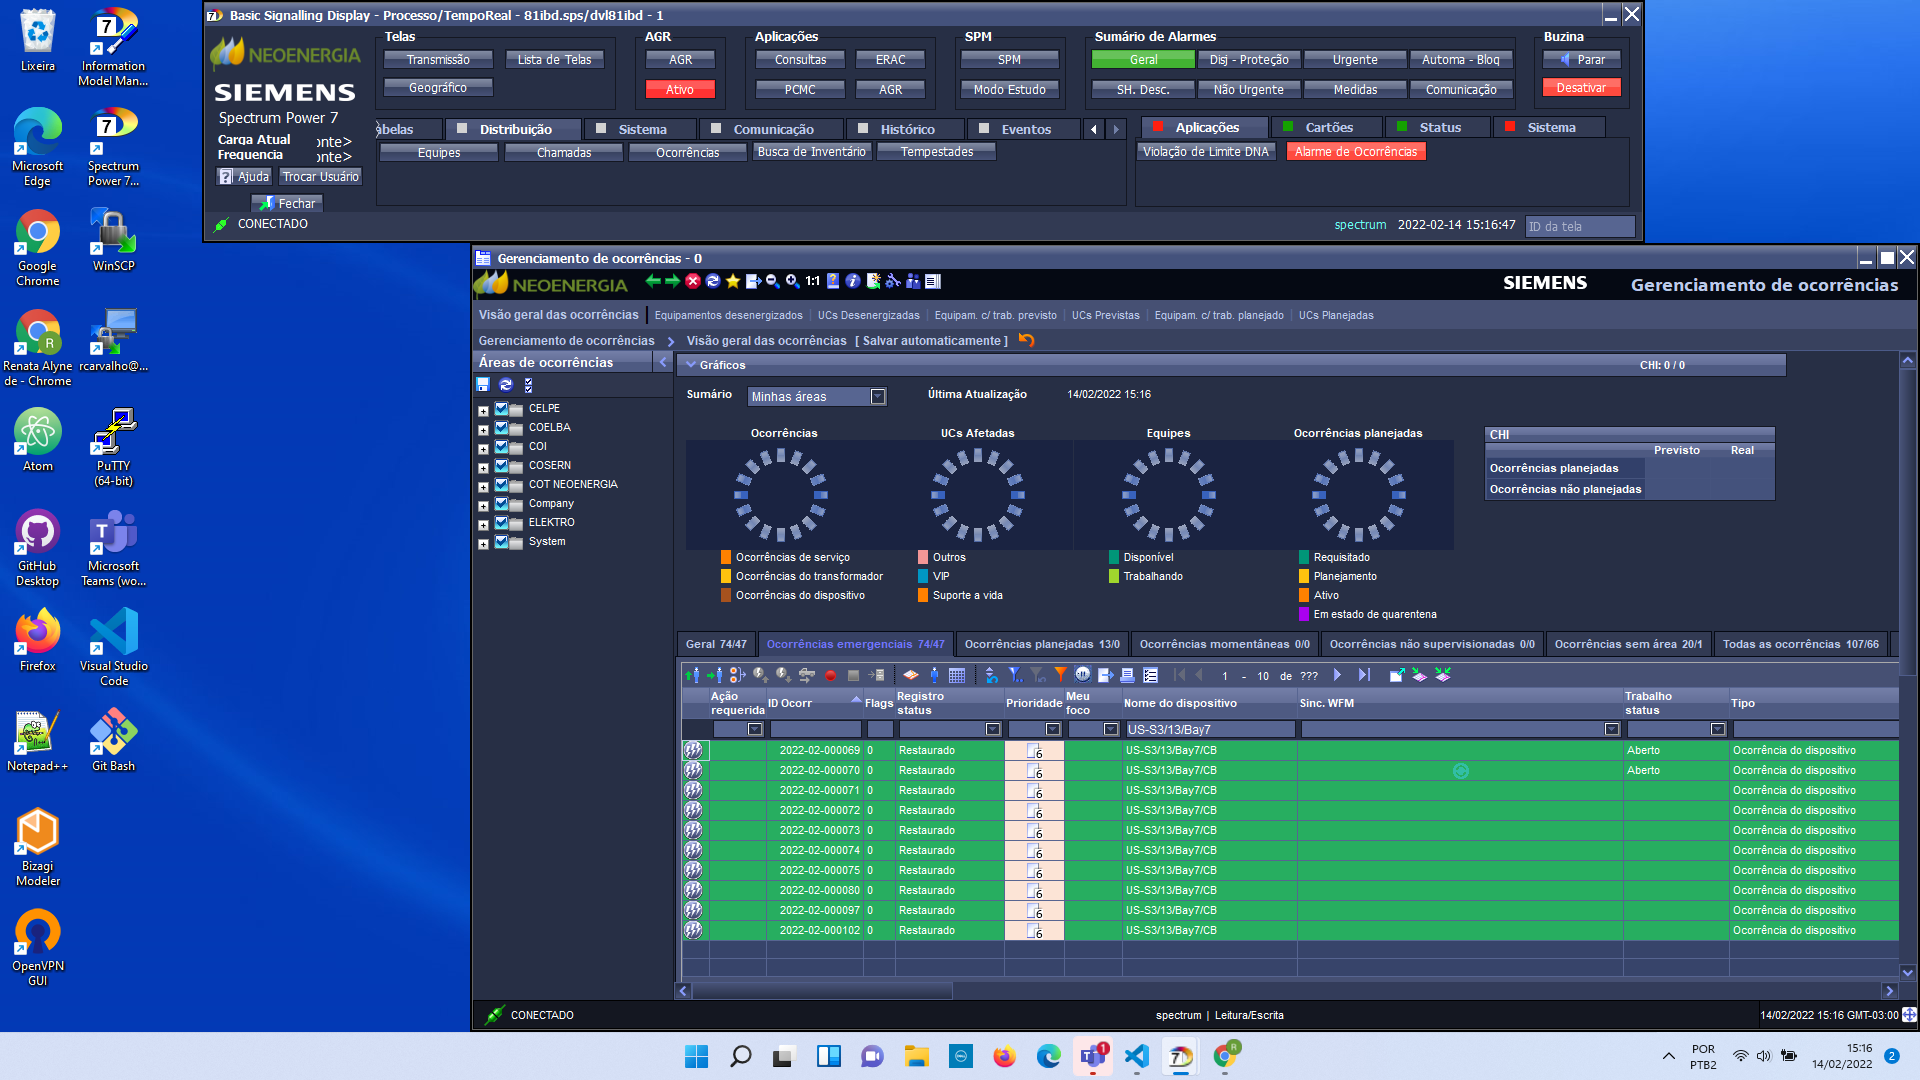 Lixeira
Information
Model Man...
Microsoft
Edge
Spectrum
Power 7...
Google
Chrome
WinSCP
Renata Alyne
de - Chrome
rcarvalho@...
Atom
PuTTY
(64-bit)
GitHub
Desktop
Microsoft
Teams (wo...
Firefox
Visual Studio
Code
Notepad++
Git Bash
Bizagi
Modeler
OpenVPN
GUI
Basic Signalling Display - Processo/TempoReal - 81ibd.sps/dvl81ibd - 1
NEOENERGIA
SIEMENS
Spectrum Power 7
Carga Atual onte>
Frequencia onte>
Ajuda Trocar Usuário
Fechar
CONECTADO
Telas
Transmissão Lista de Telas
Geográfico
AGR
AGR
Ativo
Aplicações
Consultas ERAC
PCMC AGR
SPM
SPM
Modo Estudo
Sumário de Alarmes
Geral Disj - Proteção Urgente Automa - Bloq
SH. Desc. Não Urgente Medidas Comunicação
Buzina
Parar
Desativar
abelas Distribuição Sistema Comunicação Histórico Eventos
Equipes Chamadas Ocorrências Busca de Inventário Tempestades
Aplicações Cartões Status Sistema
Violação de Limite DNA Alarme de Ocorrências
spectrum 2022-02-14 15:16:47 ID da tela
Gerenciamento de ocorrências - 0
NEOENERGIA 1:1 SIEMENS Gerenciamento de ocorrências
Visão geral das ocorrências Equipamentos desenergizados UCs Desenergizadas Equipam. c/ trab. previsto UCs Previstas Equipam. c/ trab. planejado UCs Planejadas
Gerenciamento de ocorrências Visão geral das ocorrências [ Salvar automaticamente ]
Áreas de ocorrências
CELPE
COELBA
COI
COSERN
COT NEOENERGIA
Company
ELEKTRO
System
Gráficos CHI: 0 / 0
Sumário Minhas áreas Última Atualização 14/02/2022 15:16
Ocorrências
Ocorrências de serviço
Ocorrências do transformador
Ocorrências do dispositivo
UCs Afetadas
Outros
VIP
Suporte a vida
Equipes
Disponível
Trabalhando
Ocorrências planejadas
Requisitado
Planejamento
Ativo
Em estado de quarentena
CHI
Previsto Real
Ocorrências planejadas
Ocorrências não planejadas
Geral 74/47 Ocorrências emergenciais 74/47 Ocorrências planejadas 13/0 Ocorrências momentâneas 0/0 Ocorrências não supervisionadas 0/0 Ocorrências sem área 20/1 Todas as ocorrências 107/66
1 - 10 de ???
Ação requerida ID Ocorr Flags Registro status Prioridade Meu foco Nome do dispositivo Sinc. WFM Trabalho status Tipo
US-S3/13/Bay7
2022-02-000069 0 Restaurado 6 US-S3/13/Bay7/CB Aberto Ocorrência do dispositivo
2022-02-000070 0 Restaurado 6 US-S3/13/Bay7/CB Aberto Ocorrência do dispositivo
2022-02-000071 0 Restaurado 6 US-S3/13/Bay7/CB Ocorrência do dispositivo
2022-02-000072 0 Restaurado 6 US-S3/13/Bay7/CB Ocorrência do dispositivo
2022-02-000073 0 Restaurado 6 US-S3/13/Bay7/CB Ocorrência do dispositivo
2022-02-000074 0 Restaurado 6 US-S3/13/Bay7/CB Ocorrência do dispositivo
2022-02-000075 0 Restaurado 6 US-S3/13/Bay7/CB Ocorrência do dispositivo
2022-02-000080 0 Restaurado 6 US-S3/13/Bay7/CB Ocorrência do dispositivo
2022-02-000097 0 Restaurado 6 US-S3/13/Bay7/CB Ocorrência do dispositivo
2022-02-000102 0 Restaurado 6 US-S3/13/Bay7/CB Ocorrência do dispositivo
CONECTADO spectrum | Leitura/Escrita 14/02/2022 15:16 GMT-03:00
POR
PTB2
15:16
14/02/2022
2